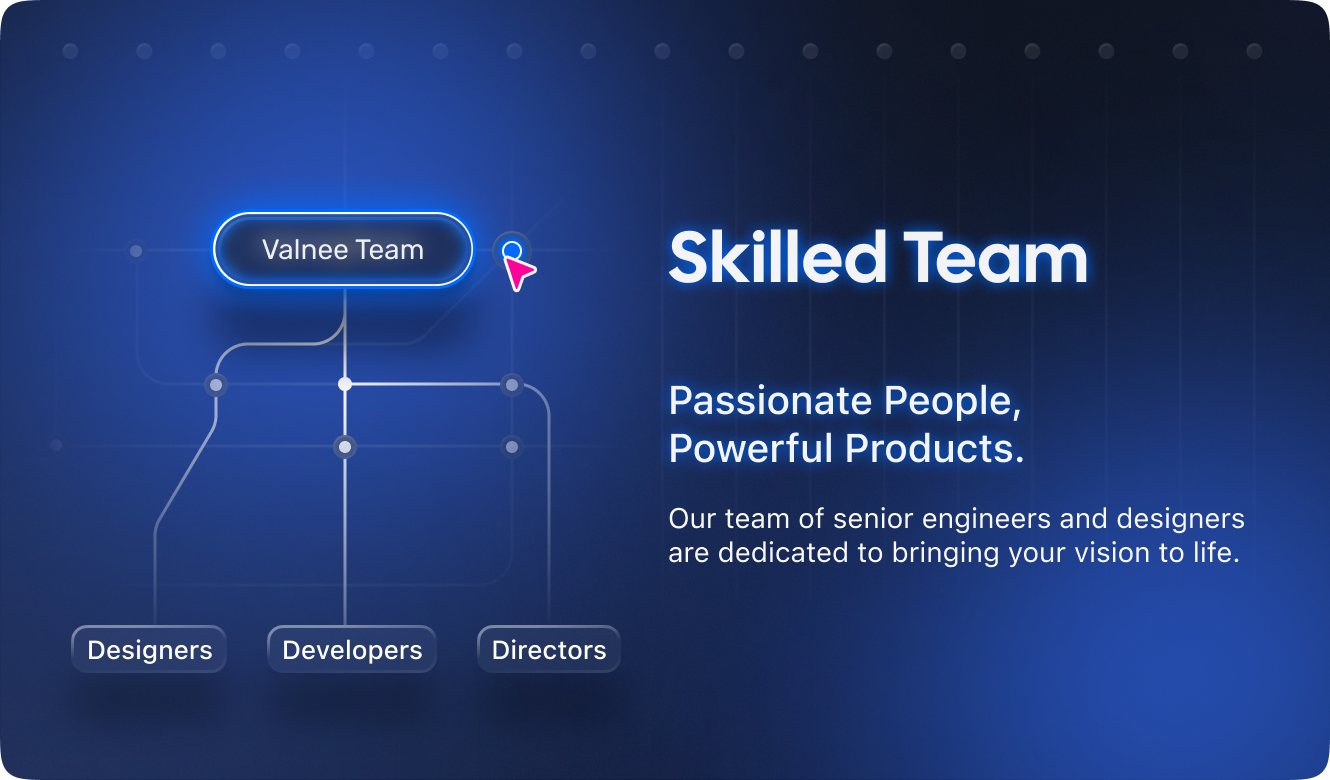 Valnee Team
Designers
Developers
Directors
Skilled Team
Passionate People,
Powerful Products.
Our team of senior engineers and designers
are dedicated to bringing your vision to life.